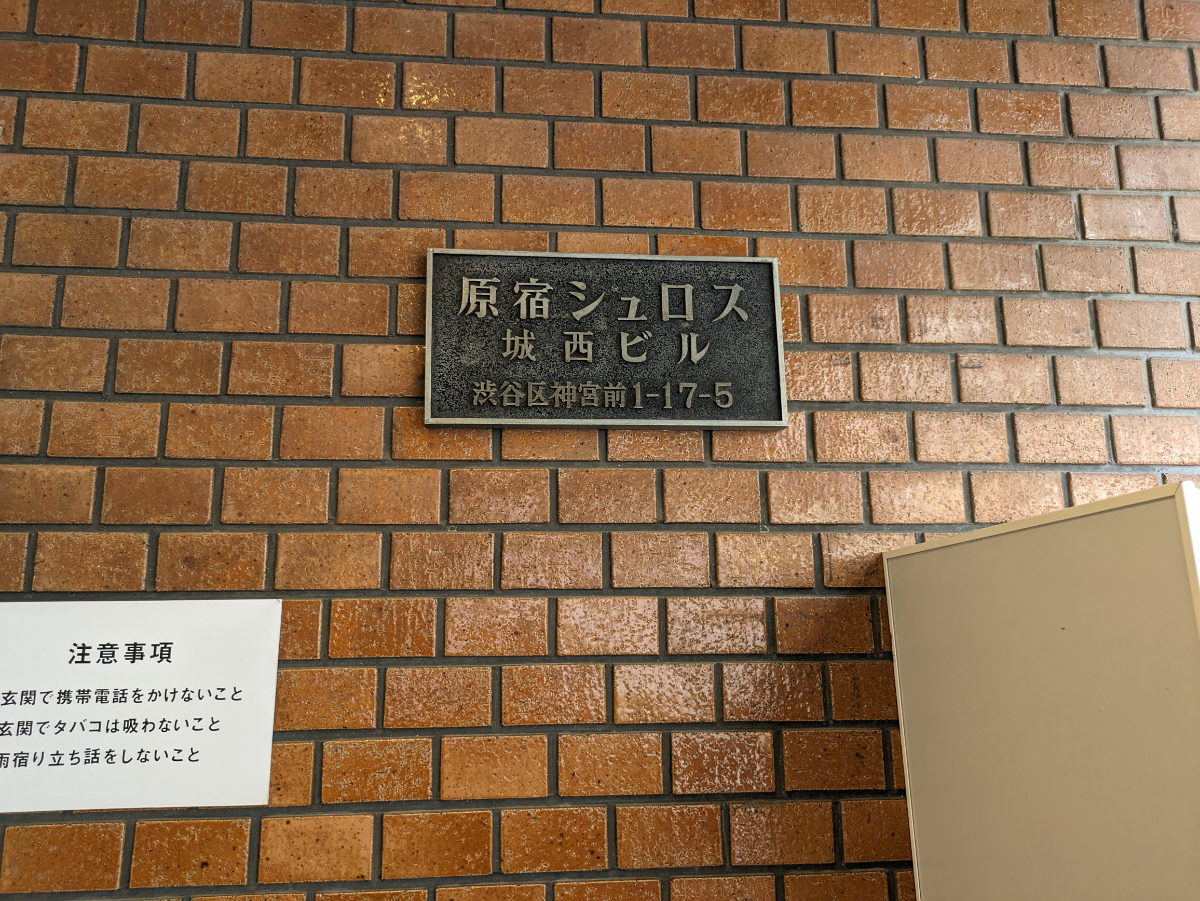 原宿シュロス
城西ビル
渋谷区神宮前1-17-5
注意事項
玄関で携帯電話をかけないこと
玄関でタバコは吸わないこと
雨宿り立ち話をしないこと